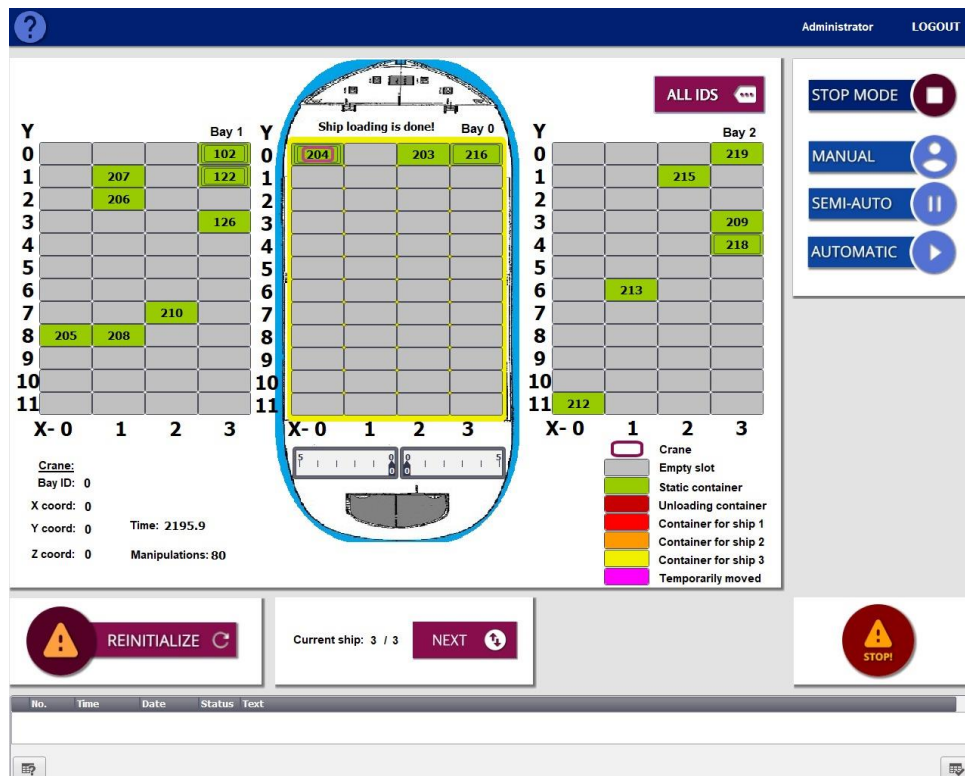 ?
Administrator LOGOUT
ALL IDS
STOP MODE
MANUAL
SEMI-AUTO
AUTOMATIC
Y Bay 1 Y Ship loading is done! Bay 0 Y Bay 2
0 102 0 204 203 216 0 219
1 207 122 1 1 215
2 206 2 2
3 126 3 3 209
4 4 4 218
5 5 5
6 6 6 213
7 210 7 7
8 205 208 8 8
9 9 9
10 10 10
11 11 11 212
X- 0 1 2 3 X- 0 1 2 3 X- 0 1 2 3
5 0 0 5
0 0
Crane:
Bay ID: 0
X coord: 0
Y coord: 0
Z coord: 0
Time: 2195.9
Manipulations: 80
Crane
Empty slot
Static container
Unloading container
Container for ship 1
Container for ship 2
Container for ship 3
Temporarily moved
REINITIALIZE
Current ship: 3 / 3 NEXT
STOP!
No. Time Date Status Text